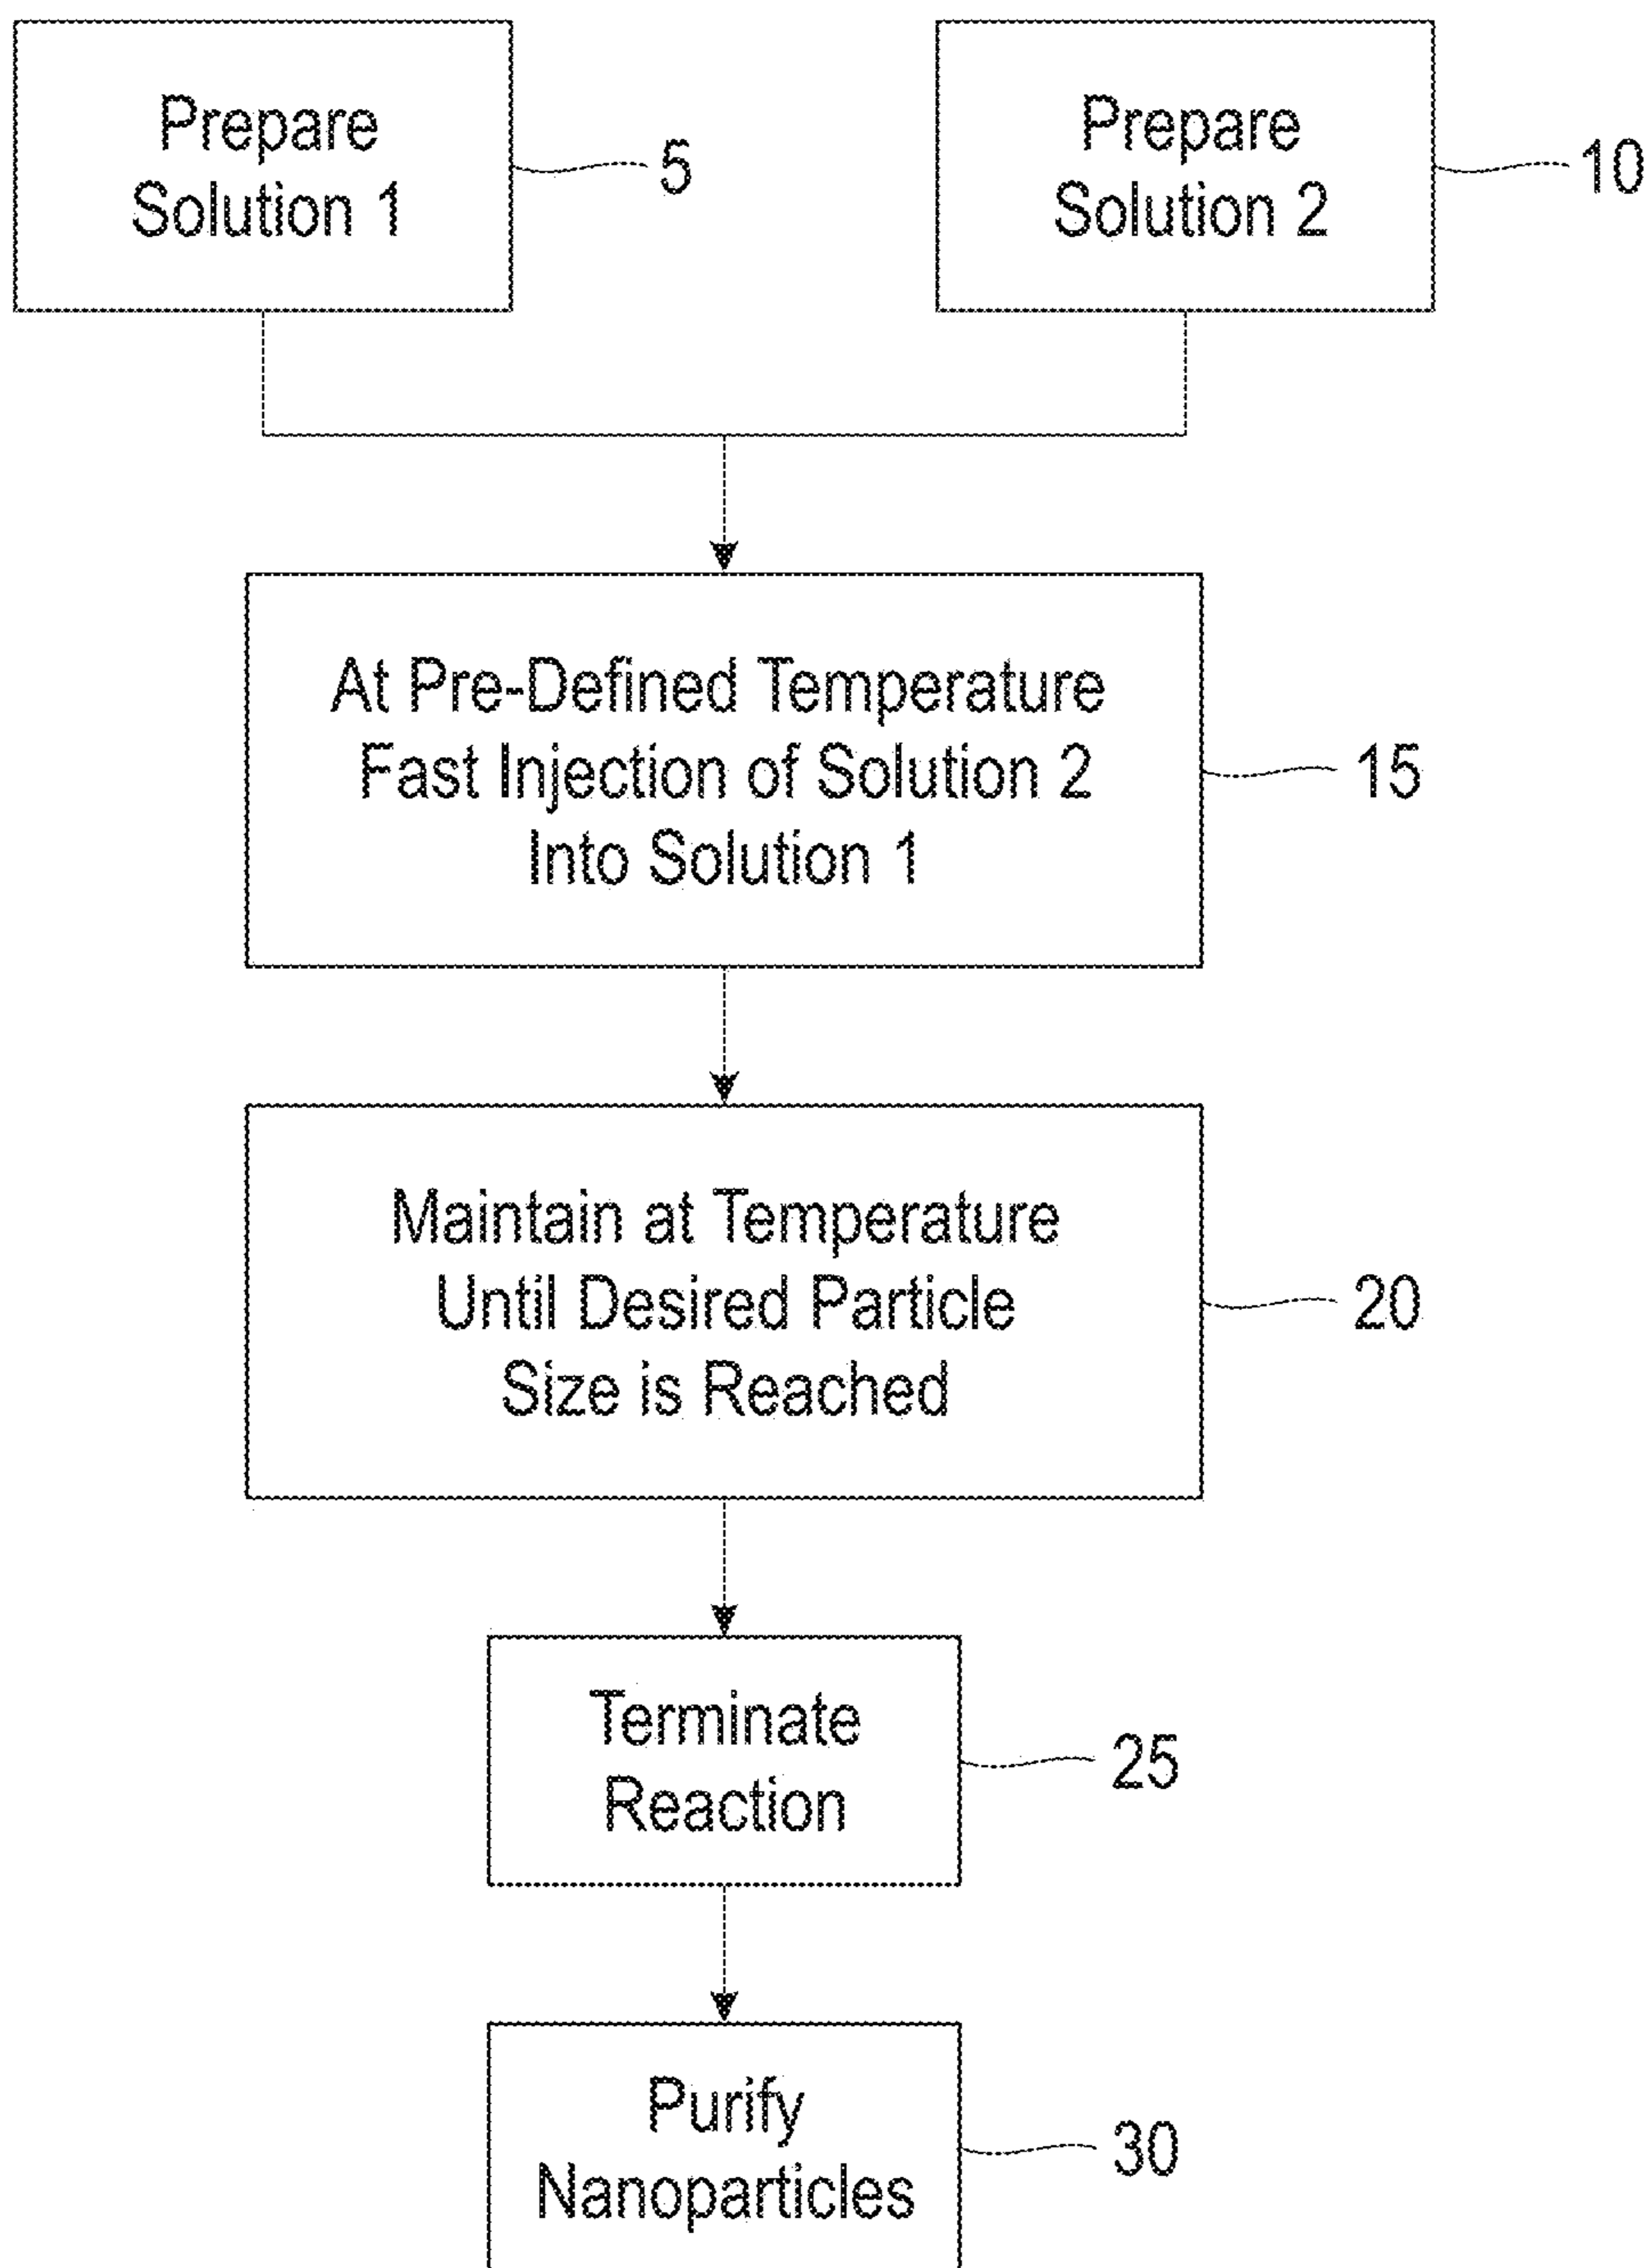 Prepare
Solution 1
5
Prepare
Solution 2
10
At Pre-Defined Temperature
Fast Injection of Solution 2
Into Solution 1
15
Maintain at Temperature
Until Desired Particle
Size is Reached
20
Terminate
Reaction
25
Purify
Nanoparticles
30